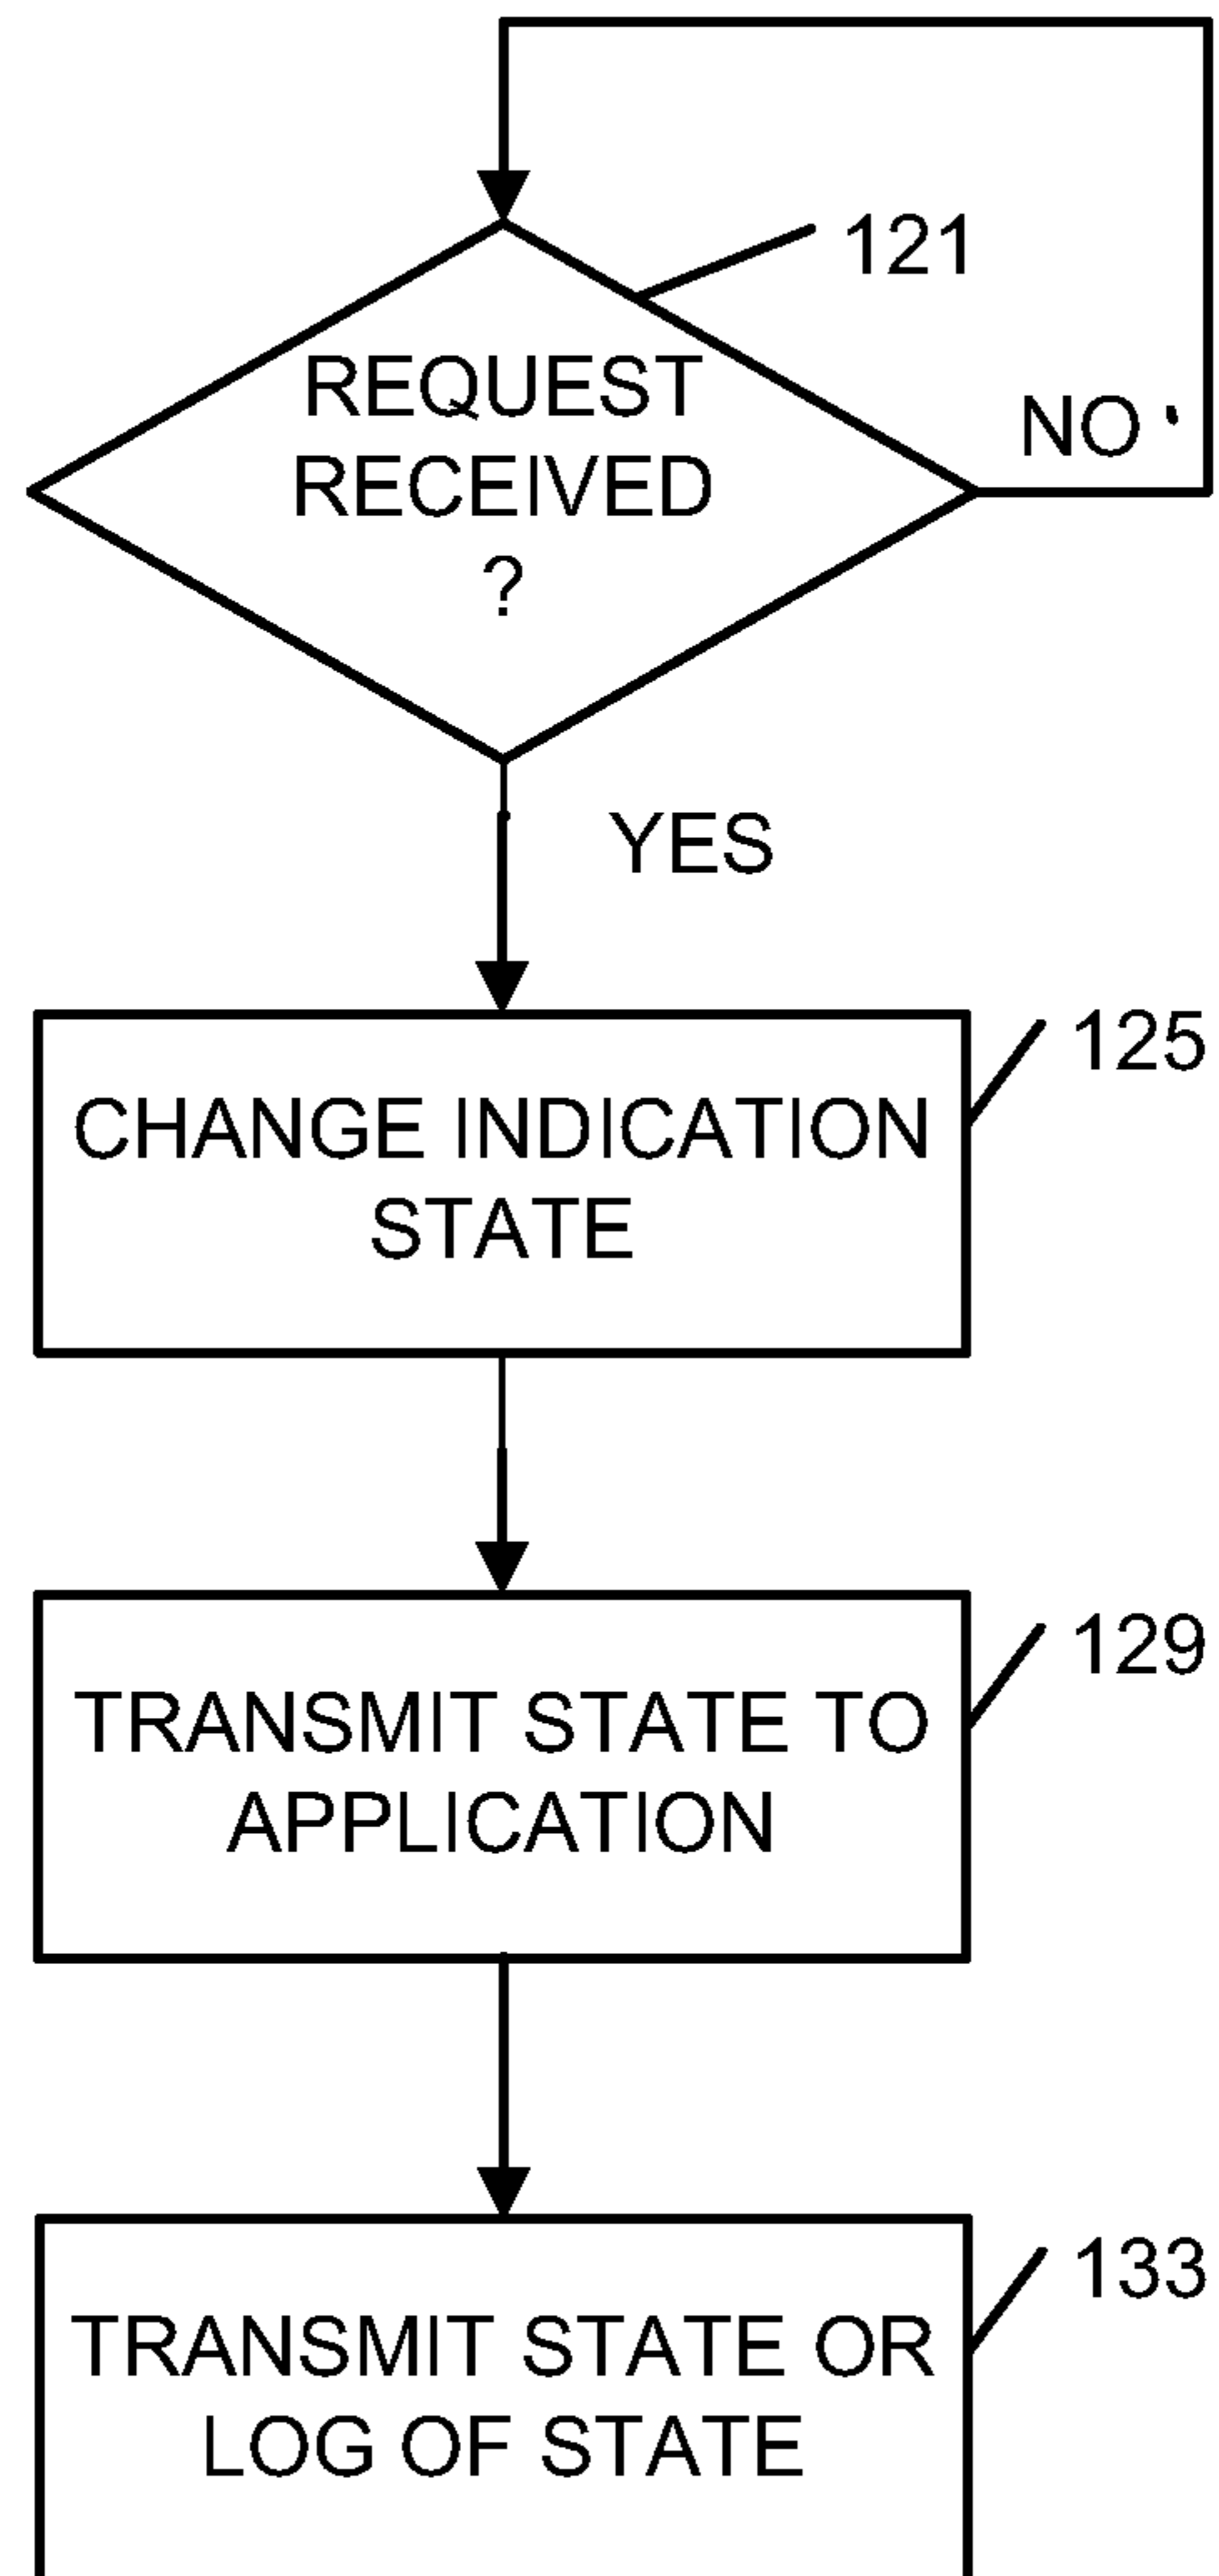 121
REQUEST
RECEIVED
?
NO
YES
125
CHANGE INDICATION
STATE
129
TRANSMIT STATE TO
APPLICATION
133
TRANSMIT STATE OR
LOG OF STATE